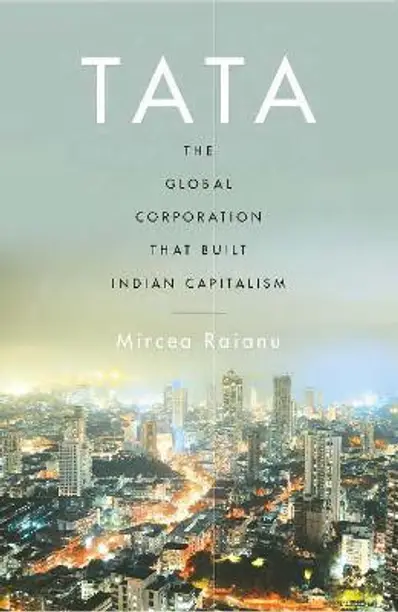 TATA
THE
GLOBAL
CORPORATION
THAT BUILT
INDIAN CAPITALISM
Mircea Raianu